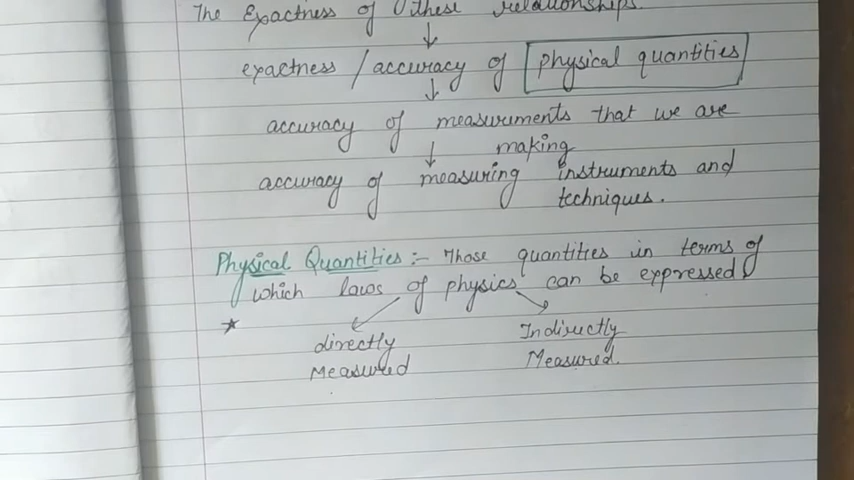 The Exactness of these relationships.
↓
exactness / accuracy of physical quantities
↓
accuracy of measurements that we are
making
↓
accuracy of measuring instruments and
techniques.
Physical Quantities :- Those quantities in terms of
which laws of physics can be expressed
directly
Measured
Indirectly
Measured.